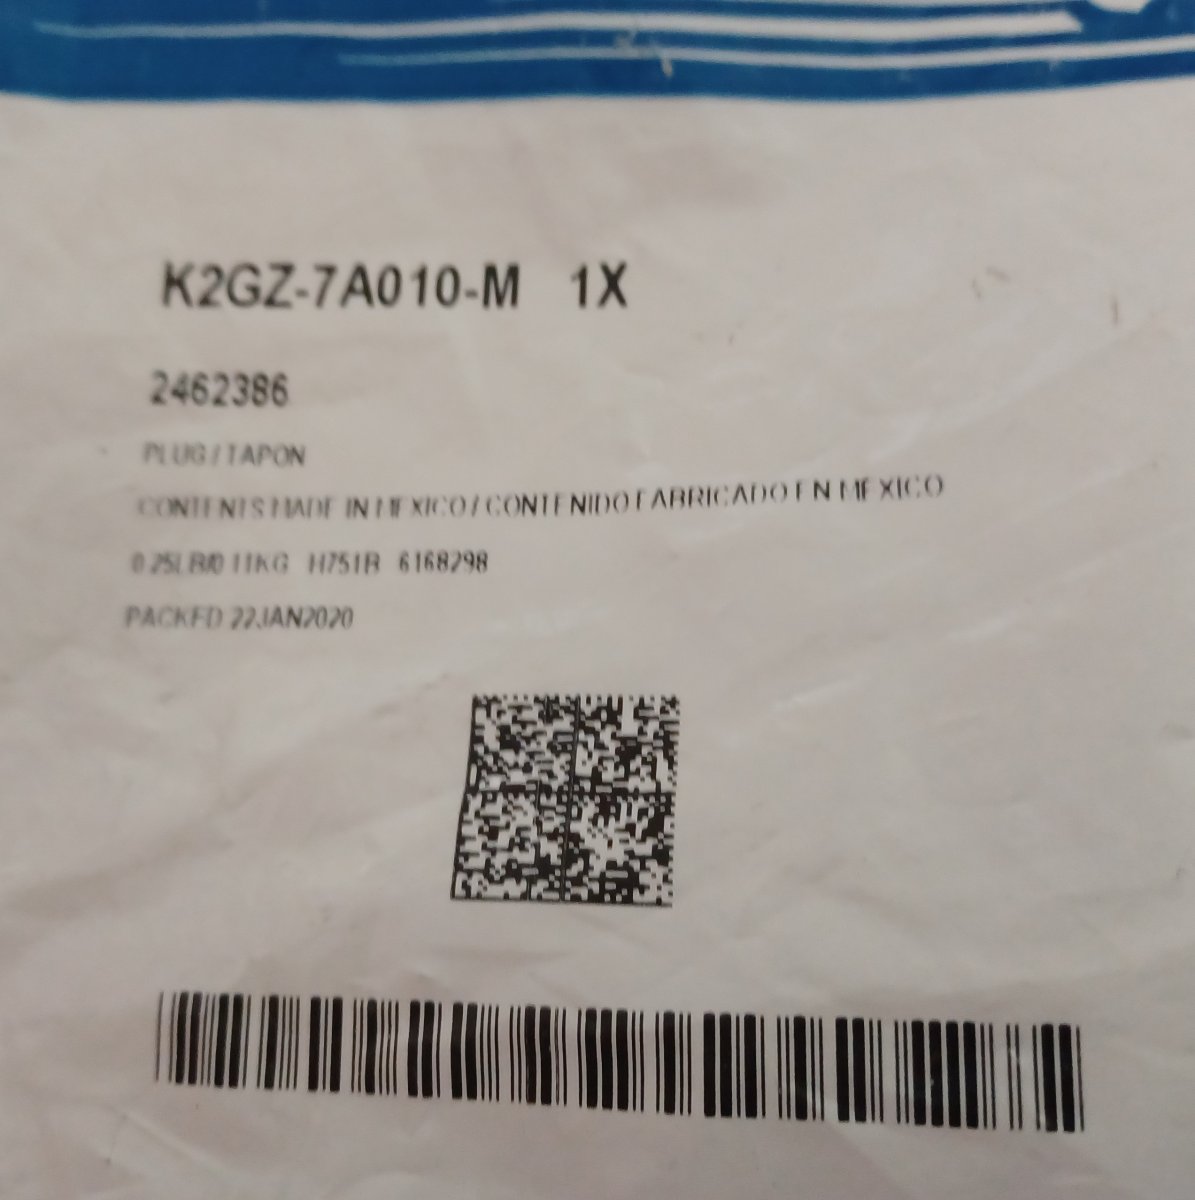 K2GZ-7A010-M 1X
2462386
PLUG / TAPON
CONTENTS MADE IN MEXICO / CONTENIDO FABRICADO EN MEXICO
0.25LB/0.11KG H751B 6168298
PACKED 22JAN2020